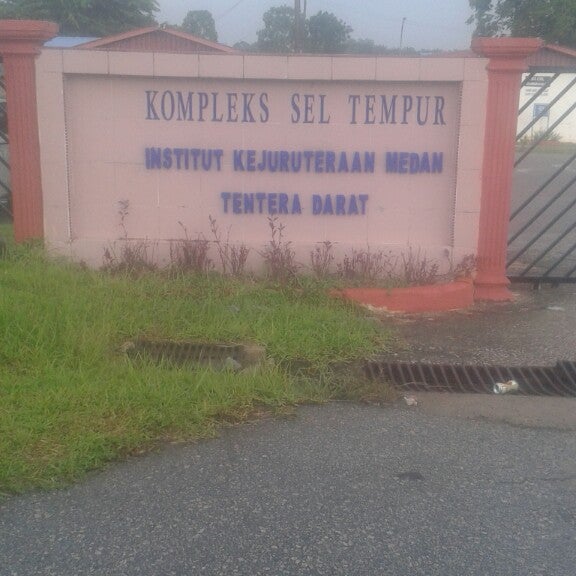 KOMPLEKS SEL TEMPUR
INSTITUT KEJURUTERAAN MEDAN
TENTERA DARAT